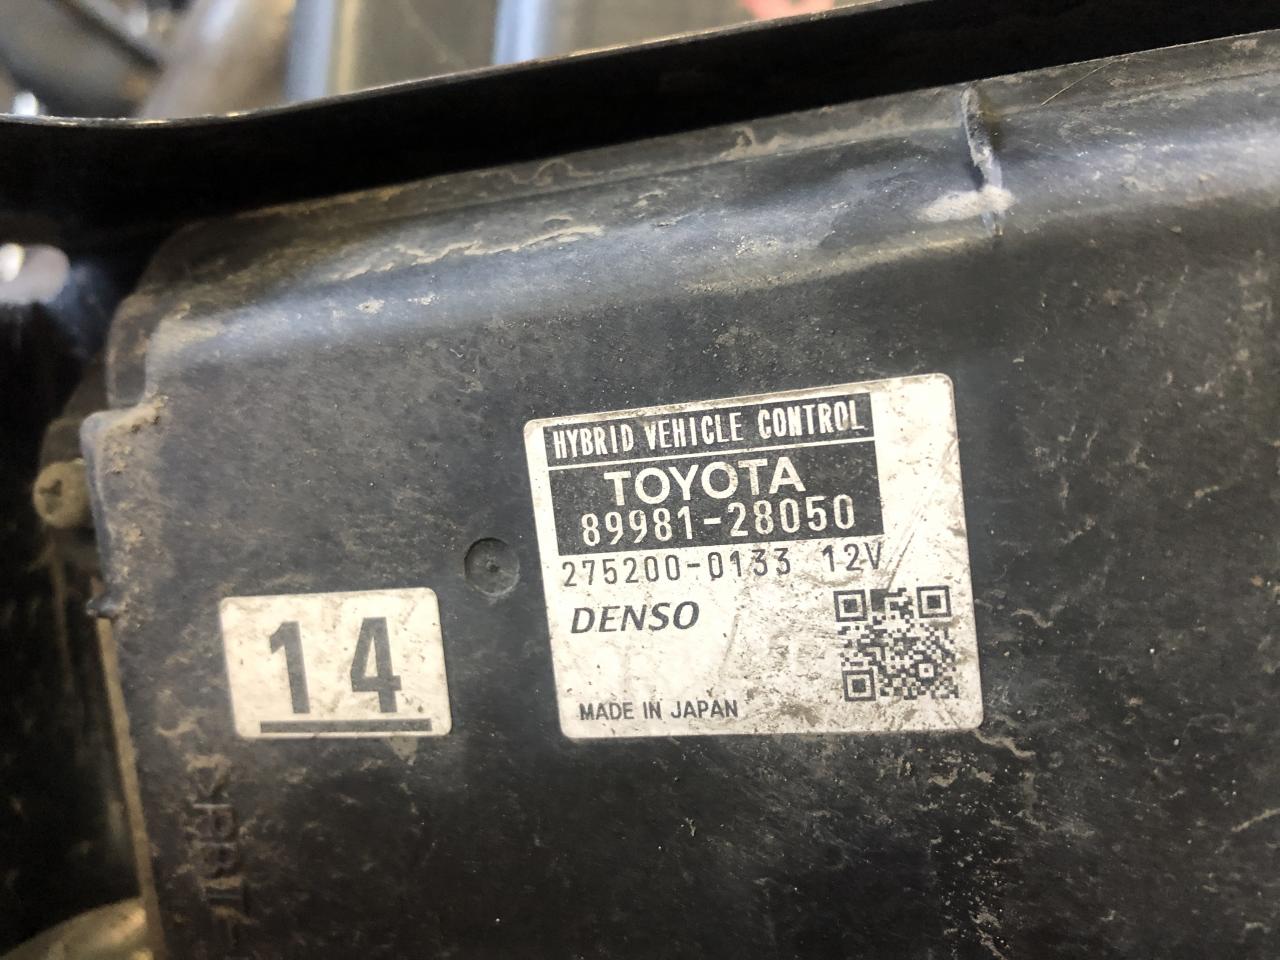 HYBRID VEHICLE CONTROL
TOYOTA
89981-28050
275200-0133 12V
DENSO
MADE IN JAPAN
14